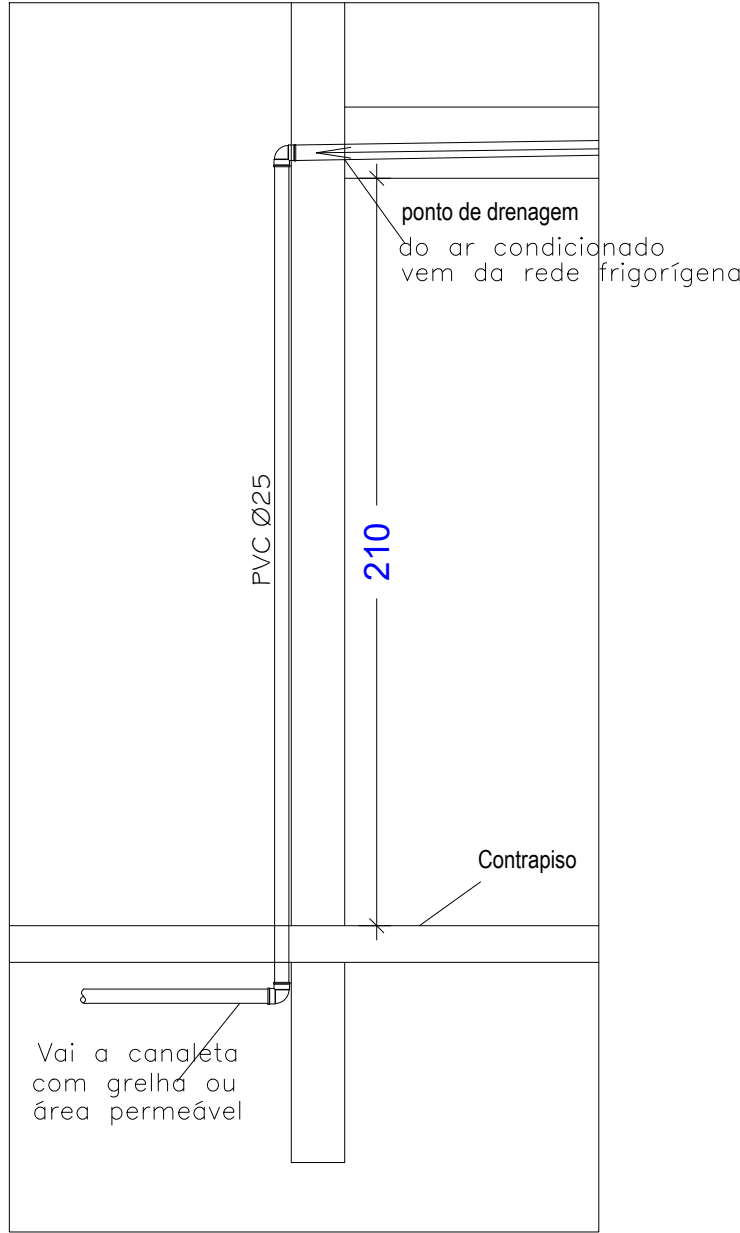 ponto de drenagem
do ar condicionado
vem da rede frigorígena
PVC Ø25
210
Contrapiso
Vai a canaleta
com grelha ou
área permeável